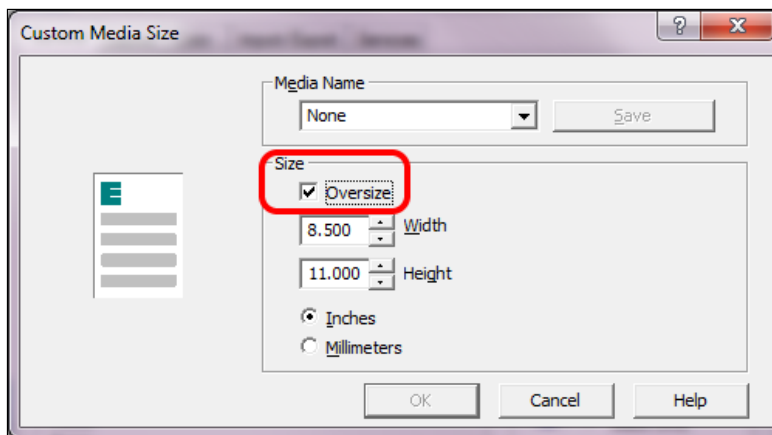 Custom Media Size
Media Name
None
Save
Size
Oversize
8.500 Width
11.000 Height
Inches
Millimeters
OK Cancel Help
E